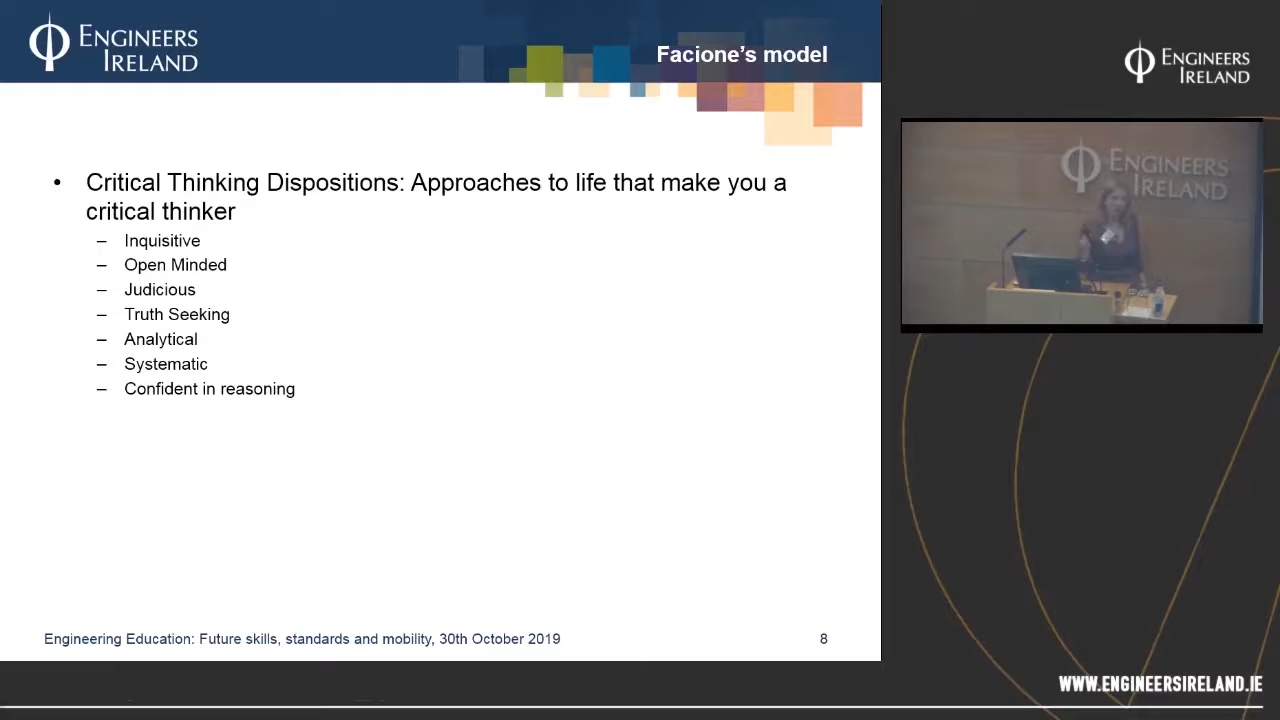 ENGINEERS
IRELAND
Facione's model
• Critical Thinking Dispositions: Approaches to life that make you a
critical thinker
– Inquisitive
– Open Minded
– Judicious
– Truth Seeking
– Analytical
– Systematic
– Confident in reasoning
Engineering Education: Future skills, standards and mobility, 30th October 2019
8
ENGINEERS
IRELAND
ENGINEERS
IRELAND
WWW.ENGINEERSIRELAND.IE